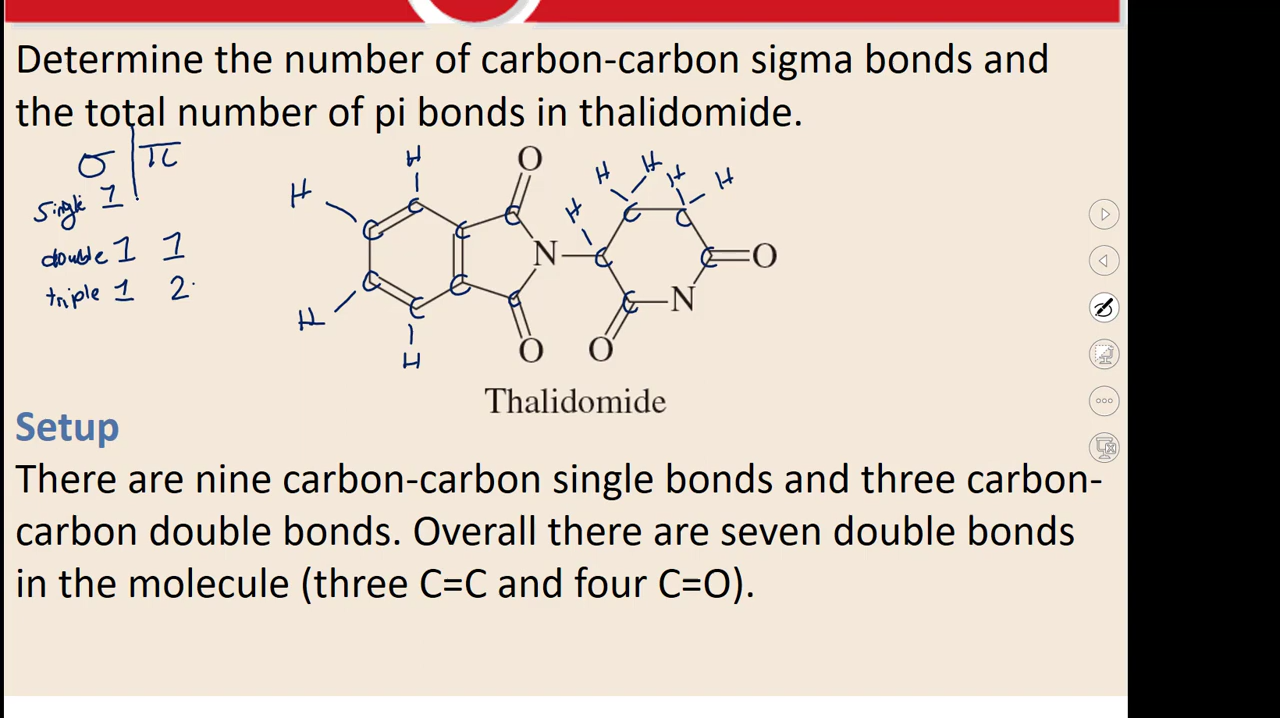 Determine the number of carbon-carbon sigma bonds and
the total number of pi bonds in thalidomide.
σ π
single 1
double 1 1
triple 1 2
H H O H H H H H
C C C C C C C
C C N C C O
C C C C N
H H O O
Thalidomide
Setup
There are nine carbon-carbon single bonds and three carbon-
carbon double bonds. Overall there are seven double bonds
in the molecule (three C=C and four C=O).